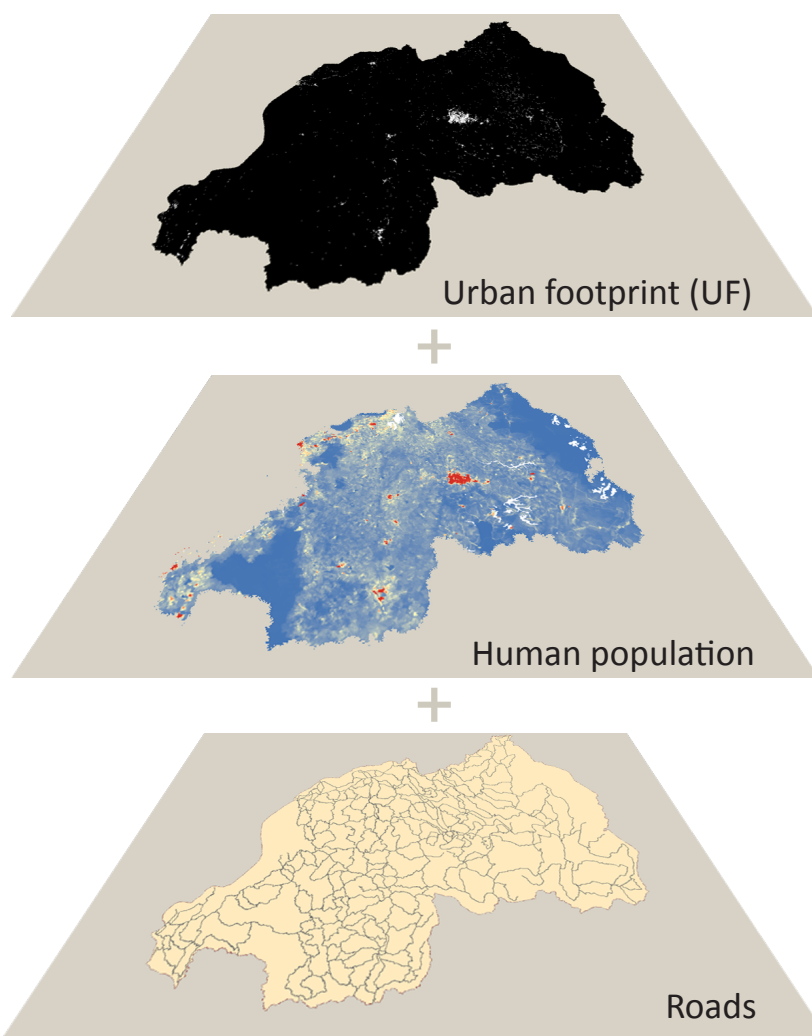 Urban footprint (UF)
+
Human population
+
Roads